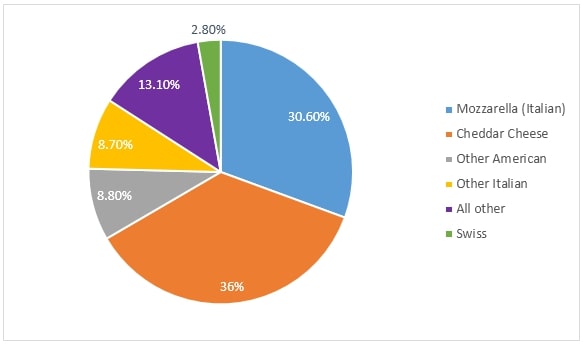 2.80%
13.10%
30.60%
8.70%
8.80%
36%
Mozzarella (Italian)
Cheddar Cheese
Other American
Other Italian
All other
Swiss